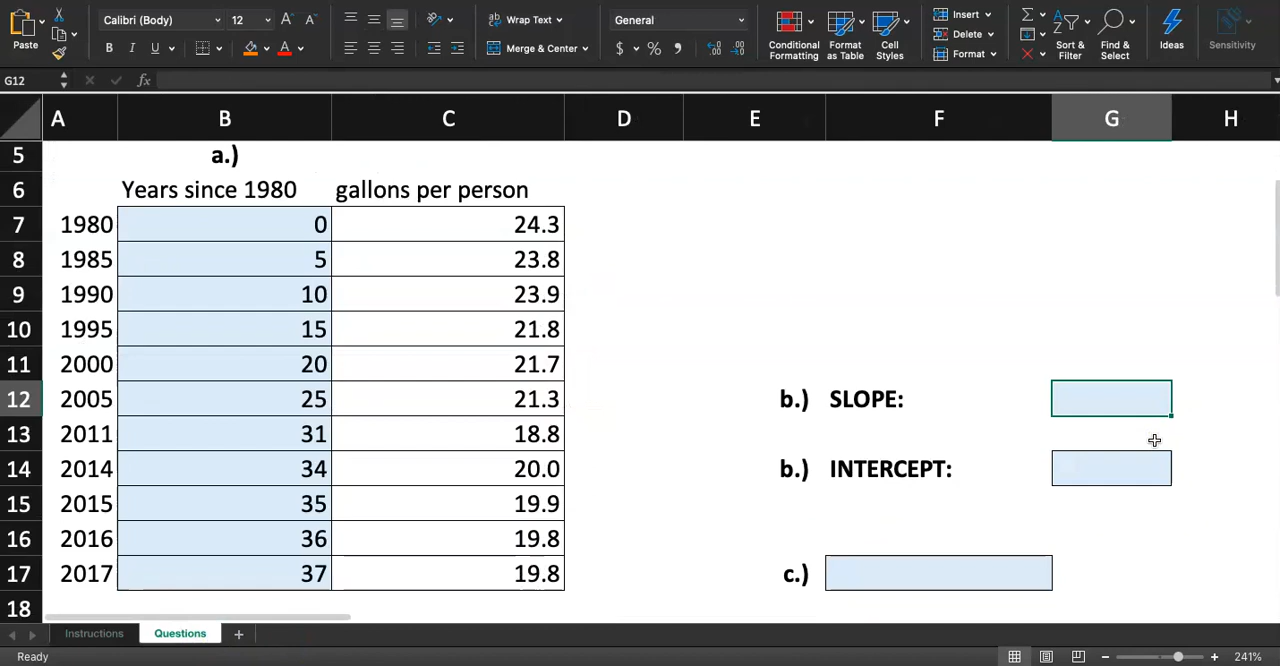 Calibri (Body) 12 A A Wrap Text General Insert Σ
Paste B I U A Merge & Center $ % Conditional Formatting Format as Table Cell Styles Delete Format Sort & Filter Find & Select Ideas Sensitivity
G12 fx
A B C D E F G H
5 a.)
6 Years since 1980 gallons per person
7 1980 0 24.3
8 1985 5 23.8
9 1990 10 23.9
10 1995 15 21.8
11 2000 20 21.7
12 2005 25 21.3 b.) SLOPE:
13 2011 31 18.8
14 2014 34 20.0 b.) INTERCEPT:
15 2015 35 19.9
16 2016 36 19.8
17 2017 37 19.8 c.)
18
Instructions Questions +
Ready 241%